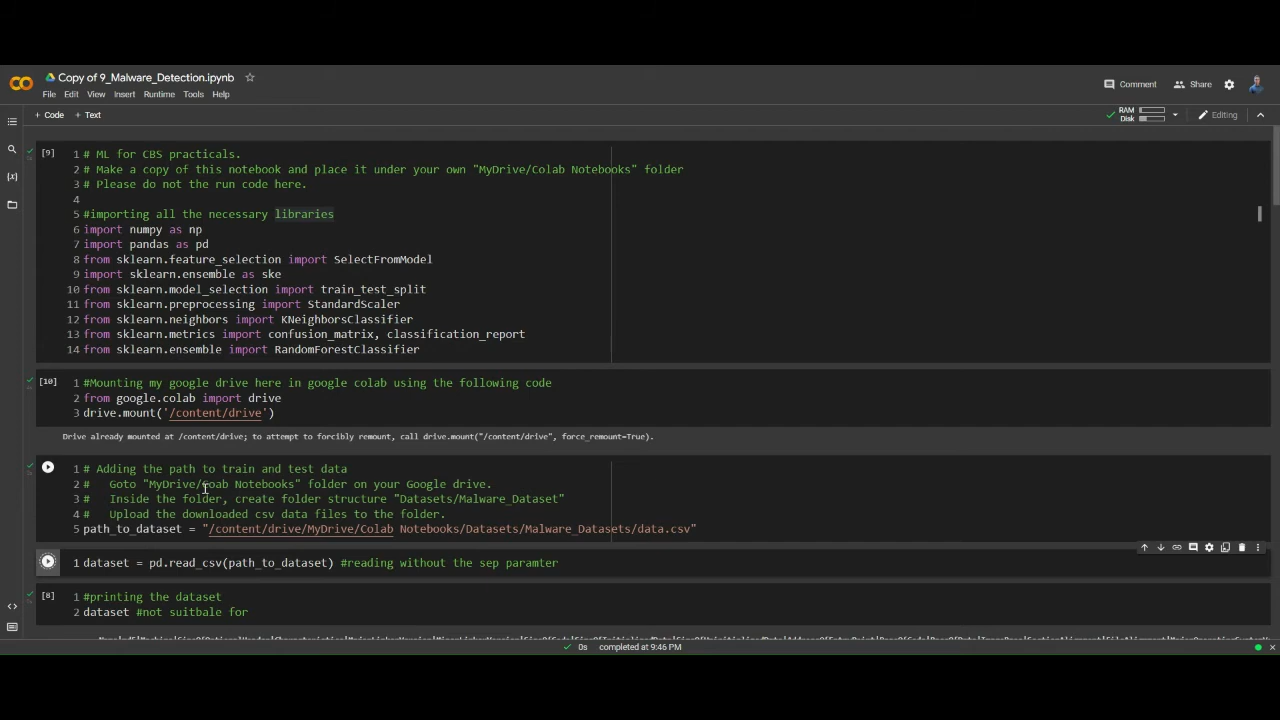 Copy of 9_Malware_Detection.ipynb
File Edit View Insert Runtime Tools Help
Comment Share
+ Code + Text
RAM
Disk
Editing
[9]
1 # ML for CBS practicals.
2 # Make a copy of this notebook and place it under your own "MyDrive/Colab Notebooks" folder
3 # Please do not the run code here.
4
5 #importing all the necessary libraries
6 import numpy as np
7 import pandas as pd
8 from sklearn.feature_selection import SelectFromModel
9 import sklearn.ensemble as ske
10 from sklearn.model_selection import train_test_split
11 from sklearn.preprocessing import StandardScaler
12 from sklearn.neighbors import KNeighborsClassifier
13 from sklearn.metrics import confusion_matrix, classification_report
14 from sklearn.ensemble import RandomForestClassifier
[10]
1 #Mounting my google drive here in google colab using the following code
2 from google.colab import drive
3 drive.mount('/content/drive')
Drive already mounted at /content/drive; to attempt to forcibly remount, call drive.mount("/content/drive", force_remount=True).
1 # Adding the path to train and test data
2 # Goto "MyDrive/Coab Notebooks" folder on your Google drive.
3 # Inside the folder, create folder structure "Datasets/Malware_Dataset"
4 # Upload the downloaded csv data files to the folder.
5 path_to_dataset = "/content/drive/MyDrive/Colab Notebooks/Datasets/Malware_Datasets/data.csv"
1 dataset = pd.read_csv(path_to_dataset) #reading without the sep paramter
[8]
1 #printing the dataset
2 dataset #not suitbale for
0s completed at 9:46 PM